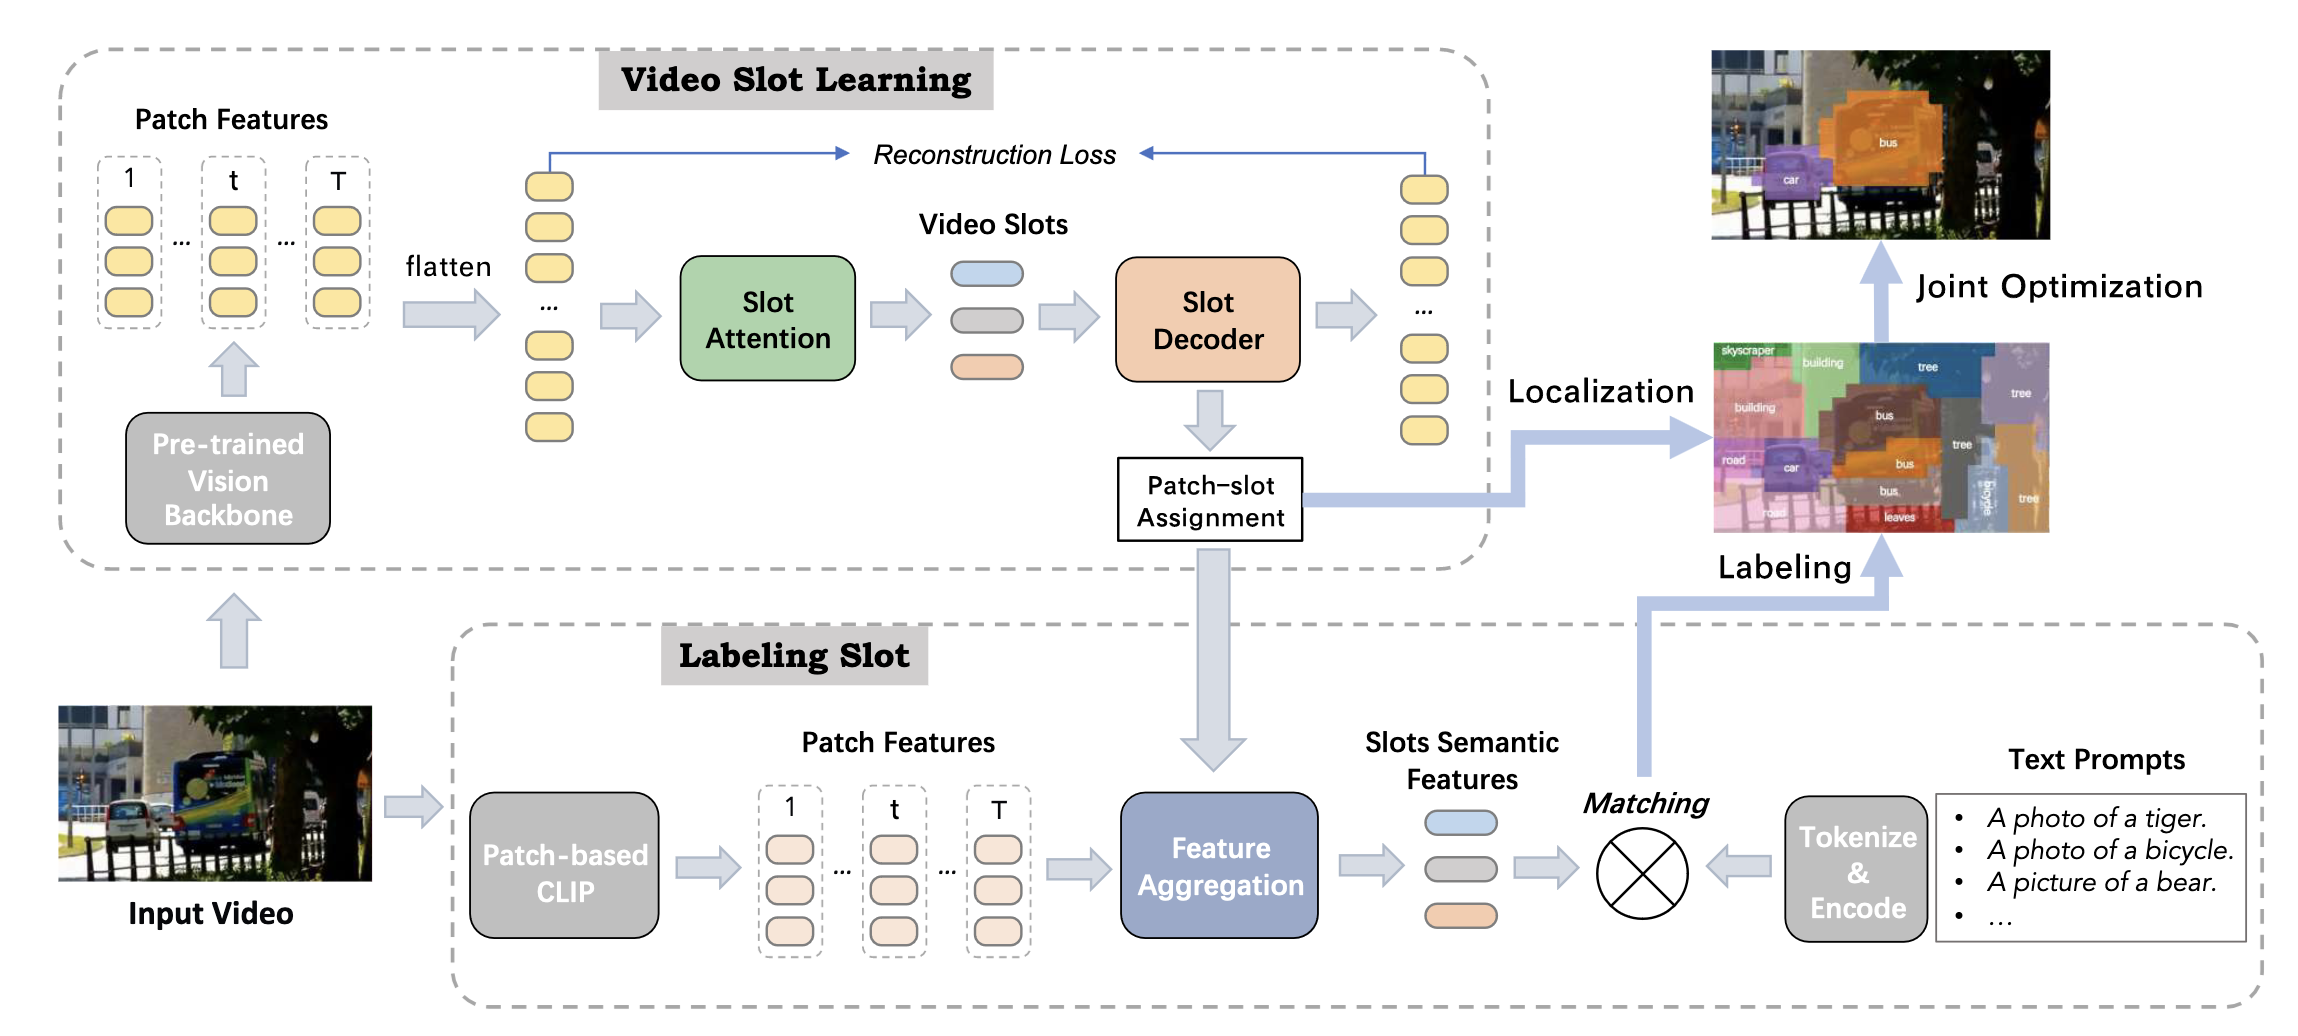 Video Slot Learning
Patch Features
1
t
T
...
...
flatten
...
Reconstruction Loss
Video Slots
Slot
Attention
Slot
Decoder
...
Pre-trained
Vision
Backbone
Patch-slot
Assignment
Localization
Labeling
Joint Optimization
car
bus
skyscraper
building
tree
tree
building
bus
tree
road
car
bus
bus
bicycle
tree
road
leaves
Input Video
Labeling Slot
Patch-based
CLIP
Patch Features
1
t
T
...
...
Feature
Aggregation
Slots Semantic
Features
Matching
Tokenize
&
Encode
Text Prompts
• A photo of a tiger.
• A photo of a bicycle.
• A picture of a bear.
• ...